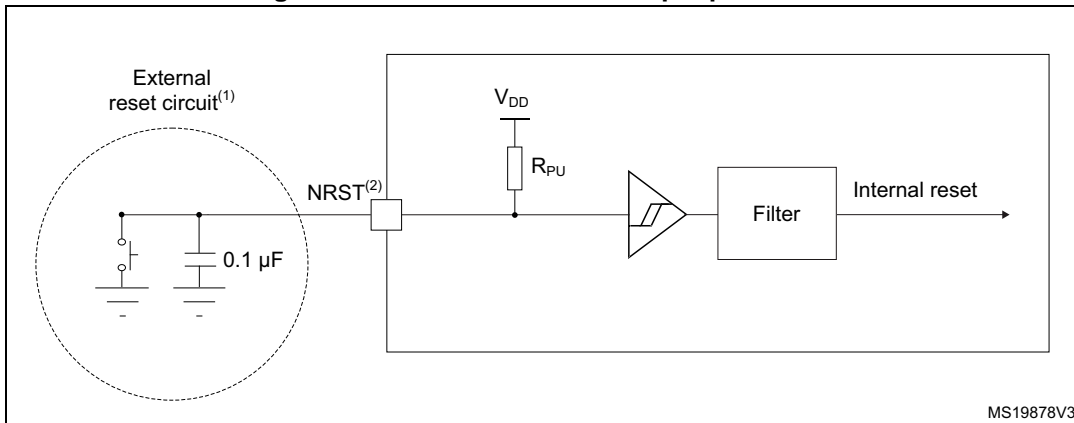 External
reset circuit(1)
VDD
RPU
NRST(2)
Filter
Internal reset
0.1 µF
MS19878V3